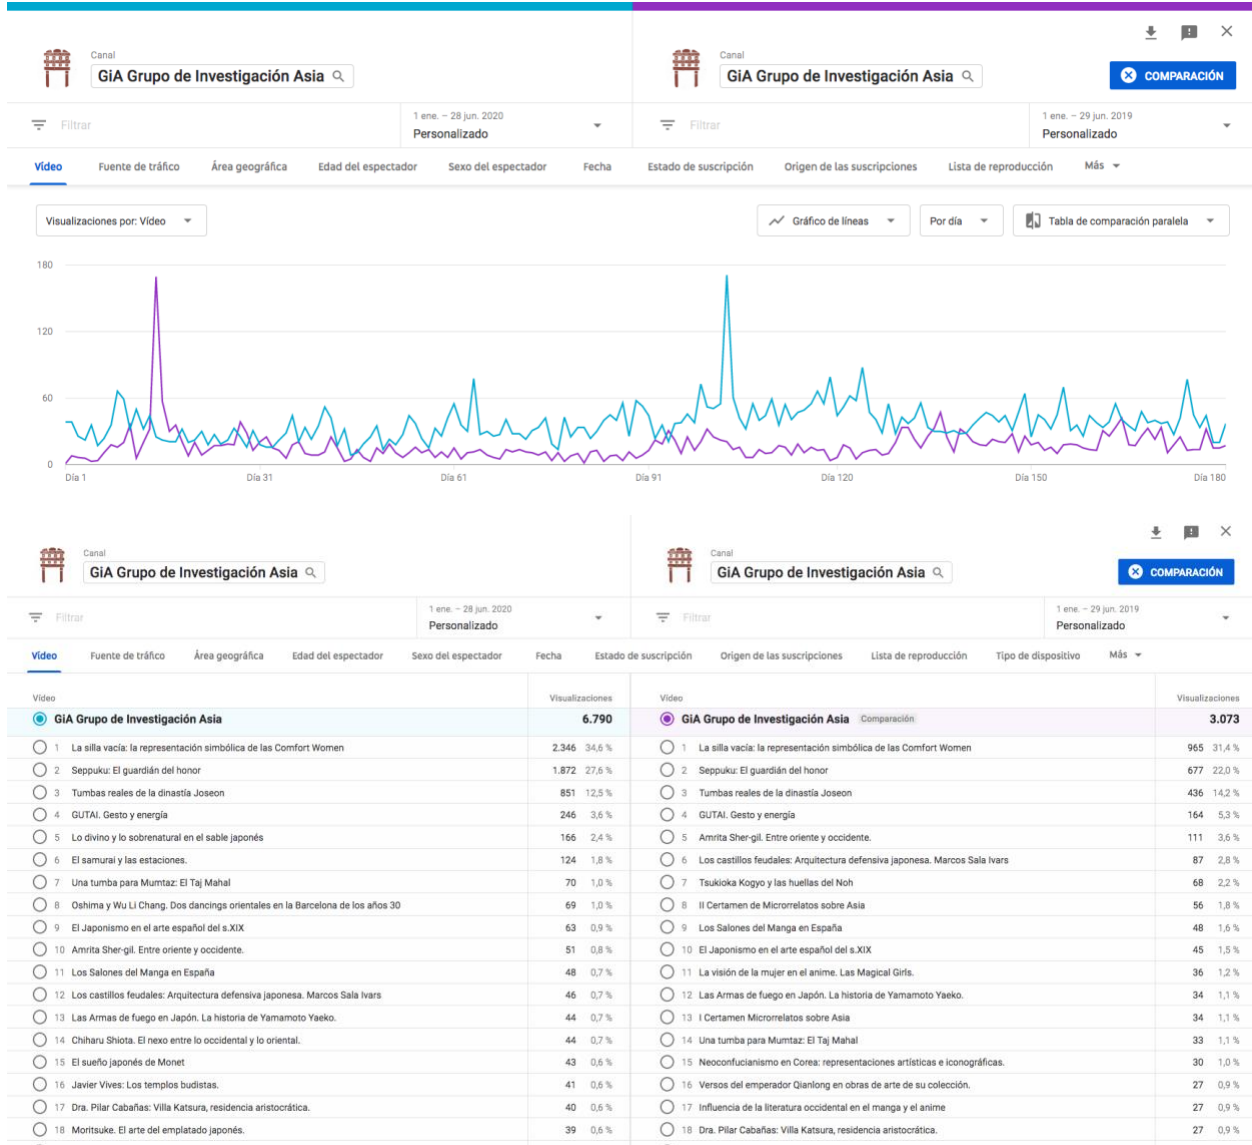 Canal
GiA Grupo de Investigación Asia
Canal
GiA Grupo de Investigación Asia
COMPARACIÓN
Filtrar
1 ene. – 28 jun. 2020
Personalizado
Filtrar
1 ene. – 29 jun. 2019
Personalizado
Vídeo Fuente de tráfico Área geográfica Edad del espectador Sexo del espectador Fecha Estado de suscripción Origen de las suscripciones Lista de reproducción Más
Visualizaciones por: Vídeo Gráfico de líneas Por día Tabla de comparación paralela
180
120
60
0
Día 1 Día 31 Día 61 Día 91 Día 120 Día 150 Día 180
Canal
GiA Grupo de Investigación Asia
Canal
GiA Grupo de Investigación Asia
COMPARACIÓN
Filtrar
1 ene. – 28 jun. 2020
Personalizado
Filtrar
1 ene. – 29 jun. 2019
Personalizado
Vídeo Fuente de tráfico Área geográfica Edad del espectador Sexo del espectador Fecha Estado de suscripción Origen de las suscripciones Lista de reproducción Tipo de dispositivo Más
Vídeo Visualizaciones
GiA Grupo de Investigación Asia 6.790
1 La silla vacía: la representación simbólica de las Comfort Women 2.346 34,6 %
2 Seppuku: El guardián del honor 1.872 27,6 %
3 Tumbas reales de la dinastía Joseon 851 12,5 %
4 GUTAI. Gesto y energía 246 3,6 %
5 Lo divino y lo sobrenatural en el sable japonés 166 2,4 %
6 El samurai y las estaciones. 124 1,8 %
7 Una tumba para Mumtaz: El Taj Mahal 70 1,0 %
8 Oshima y Wu Li Chang. Dos dancings orientales en la Barcelona de los años 30 69 1,0 %
9 El Japonismo en el arte español del s.XIX 63 0,9 %
10 Amrita Sher-gil. Entre oriente y occidente. 51 0,8 %
11 Los Salones del Manga en España 48 0,7 %
12 Los castillos feudales: Arquitectura defensiva japonesa. Marcos Sala Ivars 46 0,7 %
13 Las Armas de fuego en Japón. La historia de Yamamoto Yaeko. 44 0,7 %
14 Chiharu Shiota. El nexo entre lo occidental y lo oriental. 44 0,7 %
15 El sueño japonés de Monet 43 0,6 %
16 Javier Vives: Los templos budistas. 41 0,6 %
17 Dra. Pilar Cabañas: Villa Katsura, residencia aristocrática. 40 0,6 %
18 Moritsuke. El arte del emplatado japonés. 39 0,6 %
Vídeo Visualizaciones
GiA Grupo de Investigación Asia Comparación 3.073
1 La silla vacía: la representación simbólica de las Comfort Women 965 31,4 %
2 Seppuku: El guardián del honor 677 22,0 %
3 Tumbas reales de la dinastía Joseon 436 14,2 %
4 GUTAI. Gesto y energía 164 5,3 %
5 Amrita Sher-gil. Entre oriente y occidente. 111 3,6 %
6 Los castillos feudales: Arquitectura defensiva japonesa. Marcos Sala Ivars 87 2,8 %
7 Tsukioka Kogyo y las huellas del Noh 68 2,2 %
8 II Certamen de Microrrelatos sobre Asia 56 1,8 %
9 Los Salones del Manga en España 48 1,6 %
10 El Japonismo en el arte español del s.XIX 45 1,5 %
11 La visión de la mujer en el anime. Las Magical Girls. 36 1,2 %
12 Las Armas de fuego en Japón. La historia de Yamamoto Yaeko. 34 1,1 %
13 I Certamen Microrrelatos sobre Asia 34 1,1 %
14 Una tumba para Mumtaz: El Taj Mahal 33 1,1 %
15 Neoconfucianismo en Corea: representaciones artísticas e iconográficas. 30 1,0 %
16 Versos del emperador Qianlong en obras de arte de su colección. 27 0,9 %
17 Influencia de la literatura occidental en el manga y el anime 27 0,9 %
18 Dra. Pilar Cabañas: Villa Katsura, residencia aristocrática. 27 0,9 %